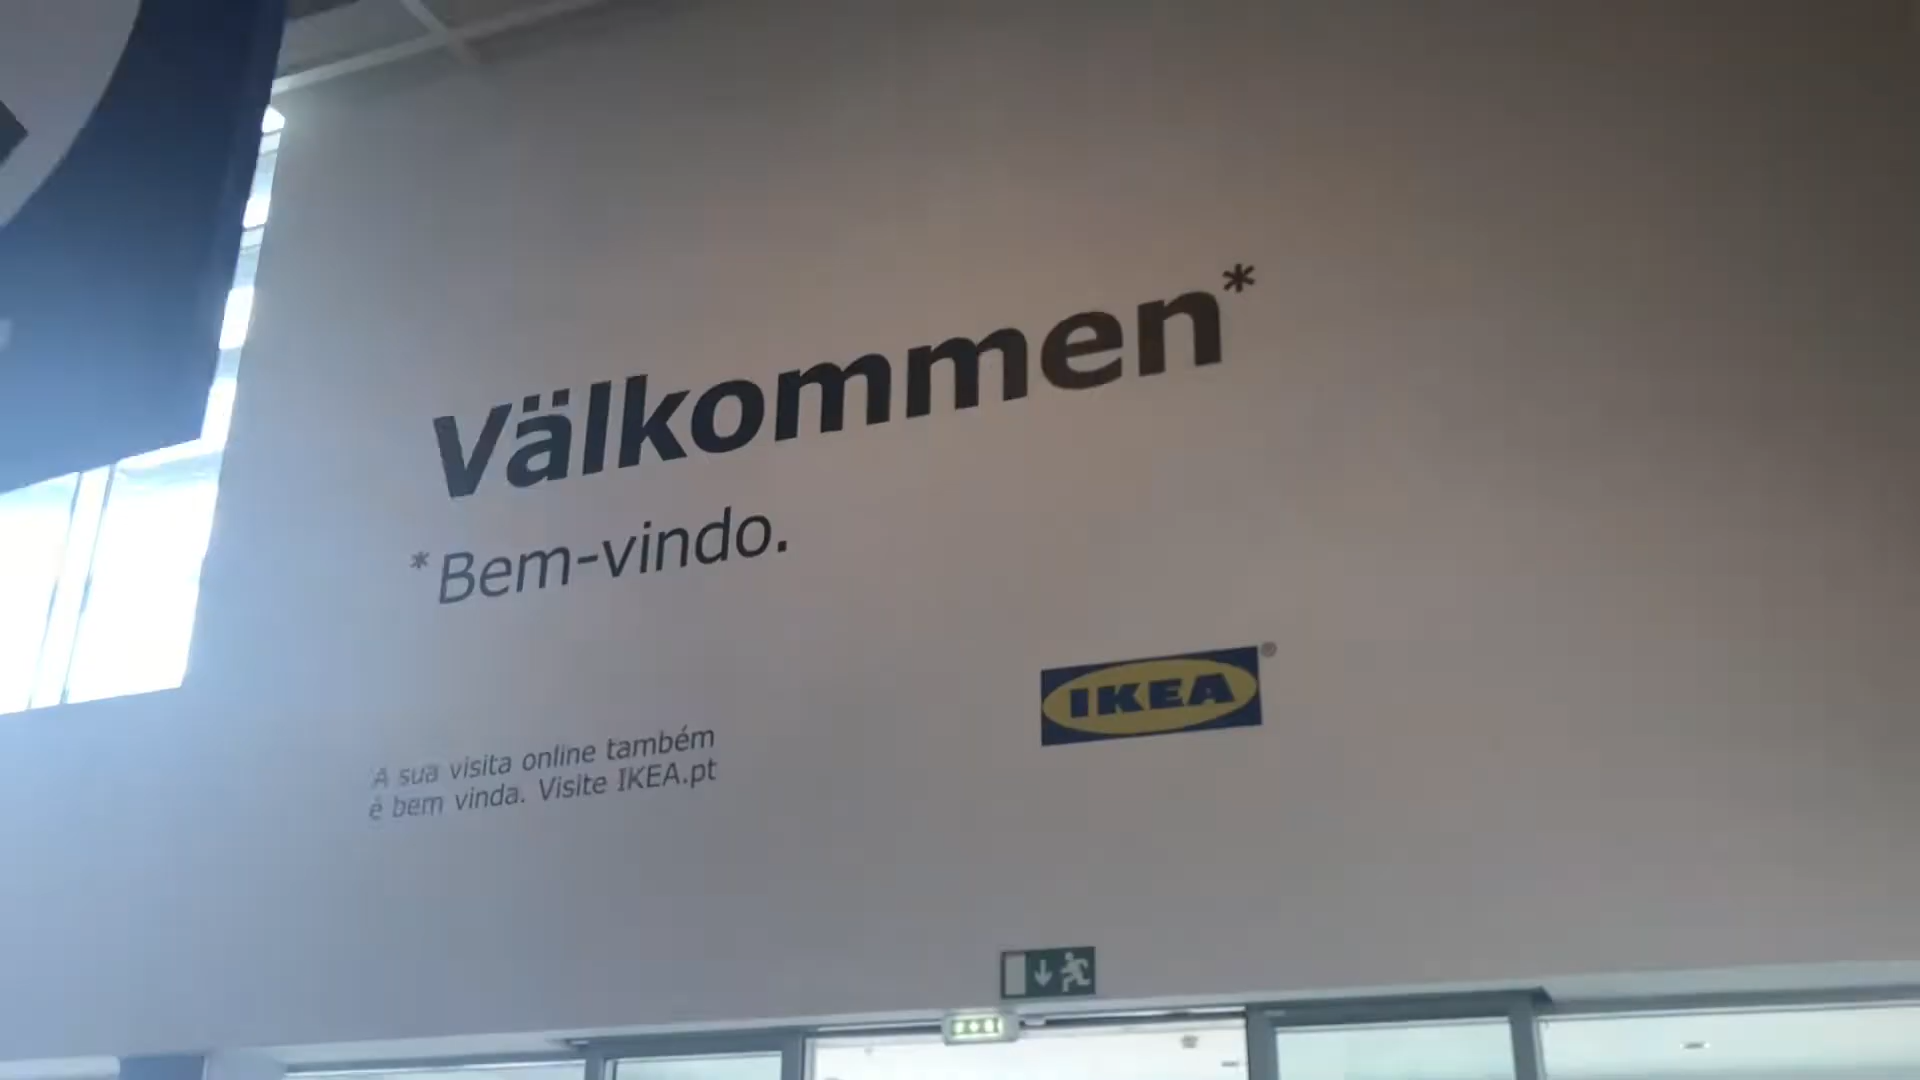 Välkommen*
*Bem-vindo.
IKEA®
A sua visita online também
é bem vinda. Visite IKEA.pt